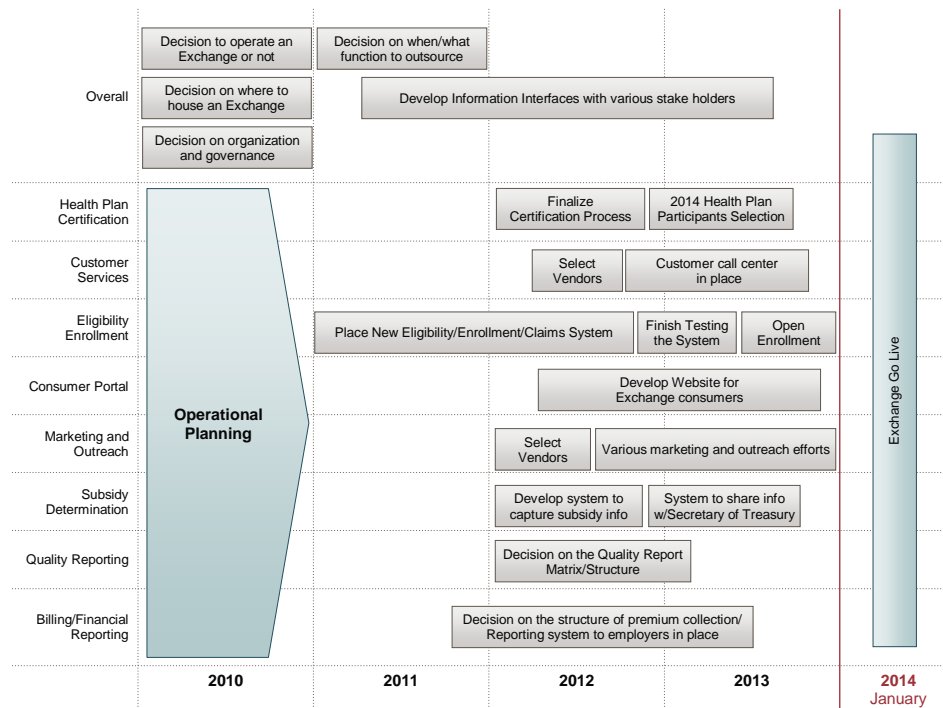 Decision to operate an
Exchange or not
Decision on when/what
function to outsource
Overall
Decision on where to
house an Exchange
Develop Information Interfaces with various stake holders
Decision on organization
and governance
Health Plan
Certification
Finalize
Certification Process
2014 Health Plan
Participants Selection
Customer
Services
Select
Vendors
Customer call center
in place
Eligibility
Enrollment
Place New Eligibility/Enrollment/Claims System
Finish Testing
the System
Open
Enrollment
Consumer Portal
Develop Website for
Exchange consumers
Operational
Planning
Exchange Go Live
Marketing and
Outreach
Select
Vendors
Various marketing and outreach efforts
Subsidy
Determination
Develop system to
capture subsidy info
System to share info
w/Secretary of Treasury
Quality Reporting
Decision on the Quality Report
Matrix/Structure
Billing/Financial
Reporting
Decision on the structure of premium collection/
Reporting system to employers in place
2010
2011
2012
2013
2014
January